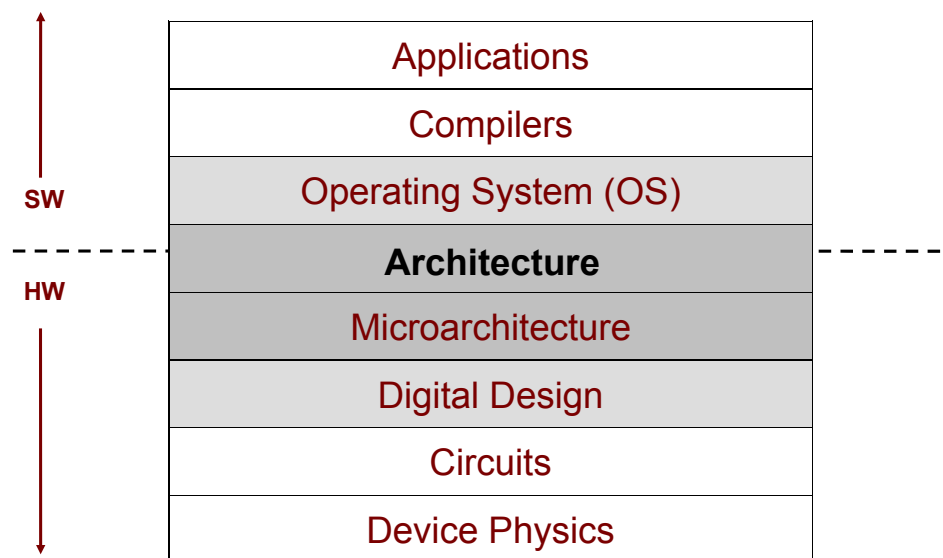 Applications
Compilers
Operating System (OS)
SW
Architecture
HW
Microarchitecture
Digital Design
Circuits
Device Physics